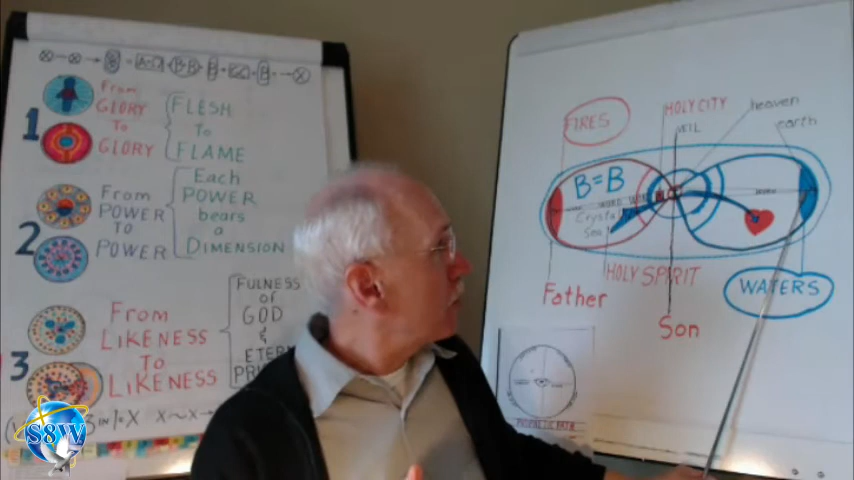 1
From
GLORY
To
GLORY
FLESH
To
FLAME
2
From
POWER
TO
POWER
Each
POWER
bears
a
DIMENSION
3
From
LIKENESS
To
LIKENESS
FULNESS
OF
GOD
&
S8W
FIRES
HOLY CITY
heaven
earth
B=B
WORD
Crystal
Sea
HOLY SPIRIT
Father
Son
WATERS